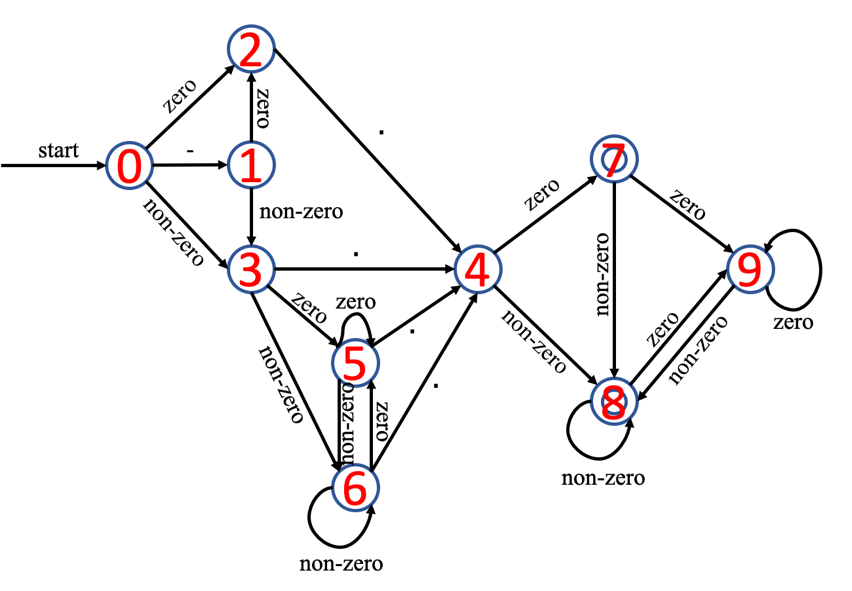 2
zero
zero
.
start
0
-
1
7
zero
zero
non-zero
non-zero
.
3
4
9
non-zero
zero
zero
zero
5
.
non-zero
zero
non-zero
zero
non-zero
non-zero
zero
.
8
6
non-zero
non-zero